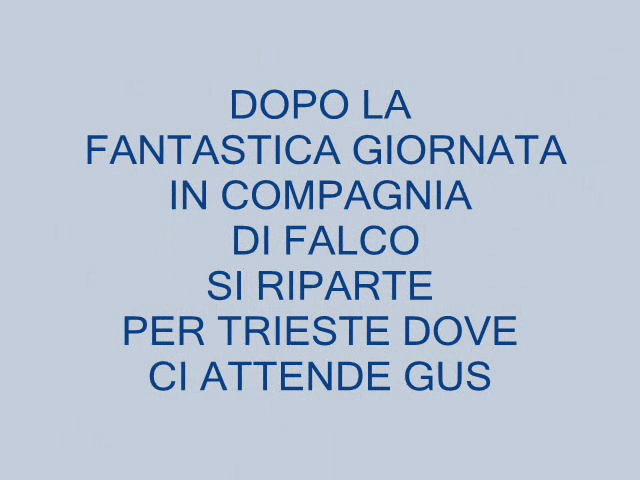 DOPO LA
FANTASTICA GIORNATA
IN COMPAGNIA
DI FALCO
SI RIPARTE
PER TRIESTE DOVE
CI ATTENDE GUS